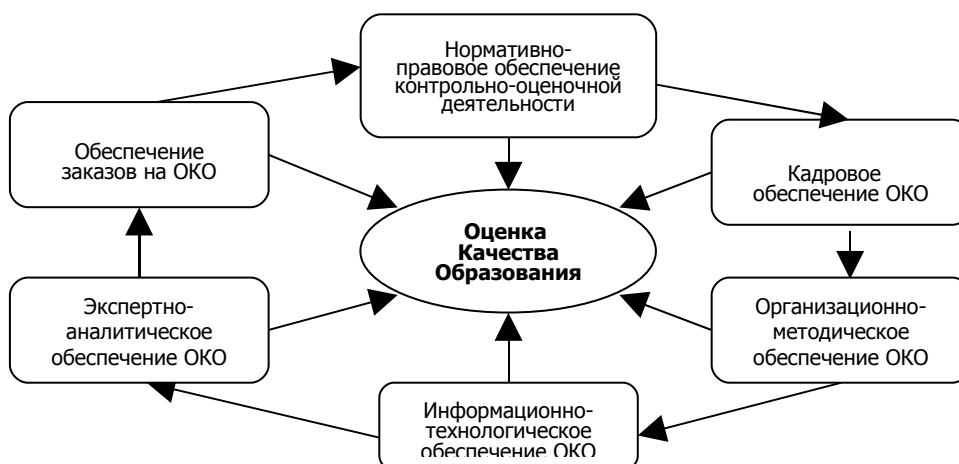 Нормативно-
правовое обеспечение
контрольно-оценочной
деятельности
Обеспечение
заказов на ОКО
Кадровое
обеспечение ОКО
Оценка
Качества
Образования
Экспертно-
аналитическое
обеспечение ОКО
Организационно-
методическое
обеспечение ОКО
Информационно-
технологическое
обеспечение ОКО